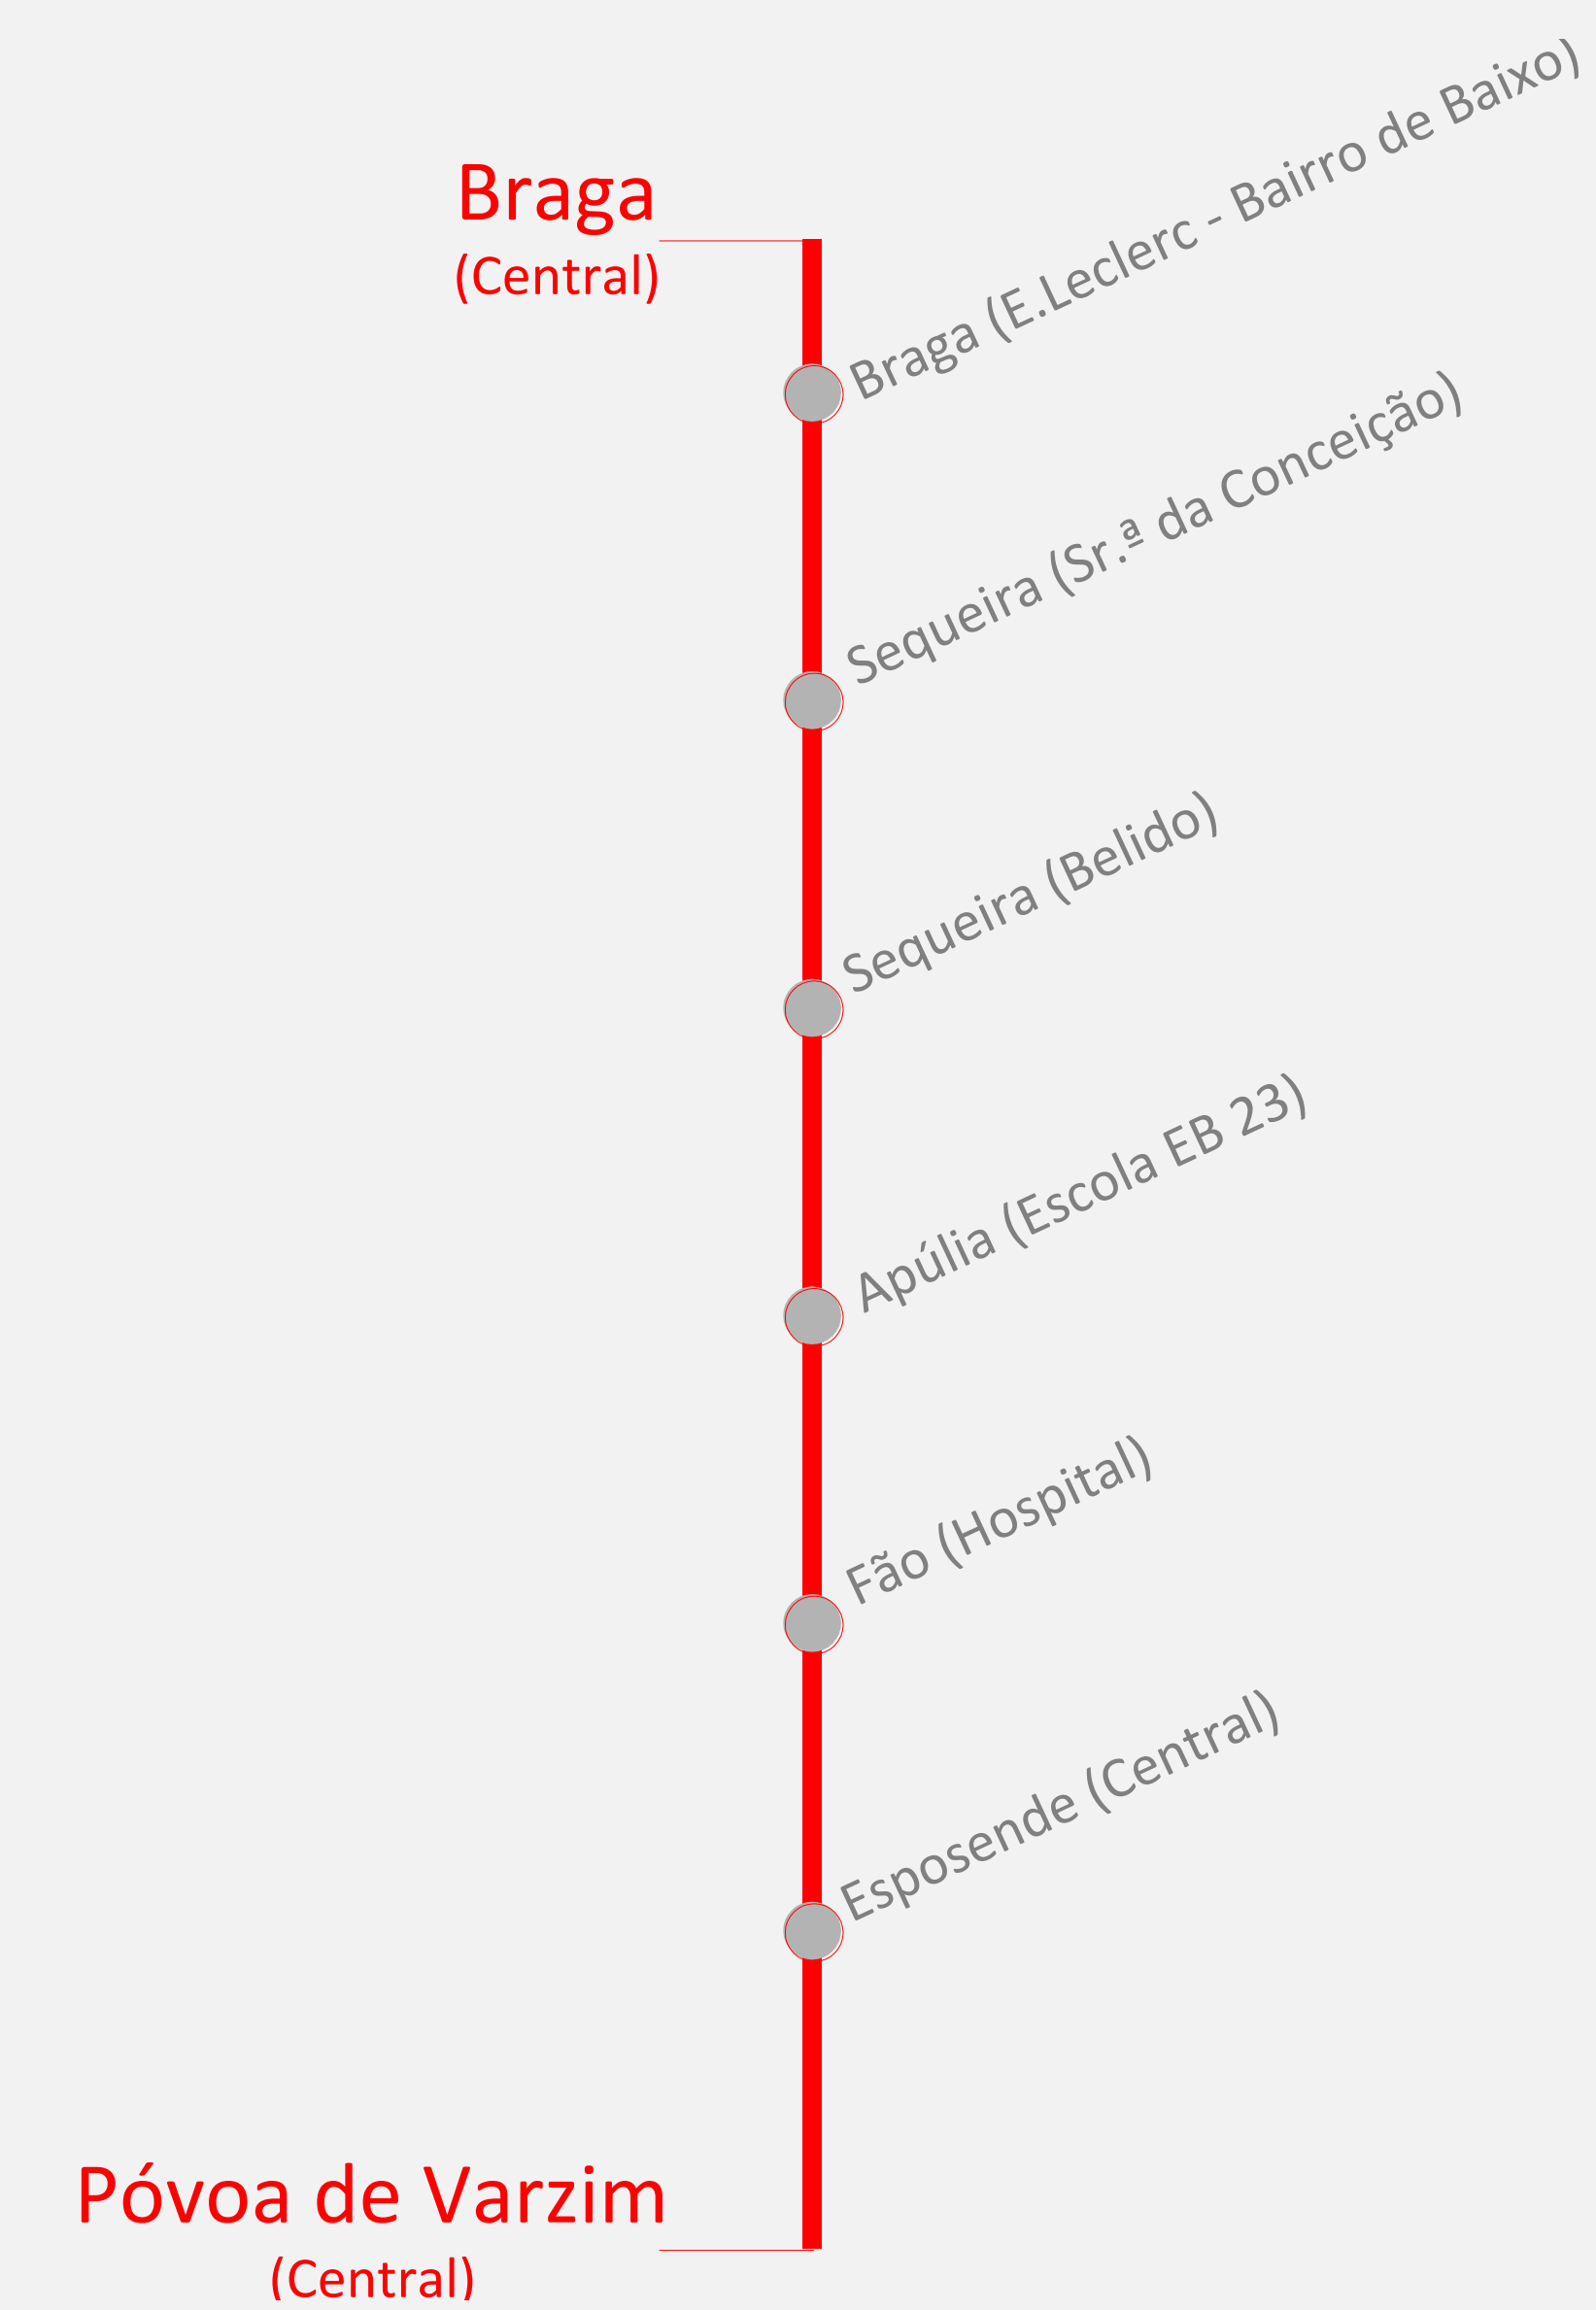 Braga
(Central)
Braga (E.Leclerc - Bairro de Baixo)
Sequeira (Sr.ª da Conceição)
Sequeira (Belido)
Apúlia (Escola EB 23)
Fão (Hospital)
Esposende (Central)
Póvoa de Varzim
(Central)